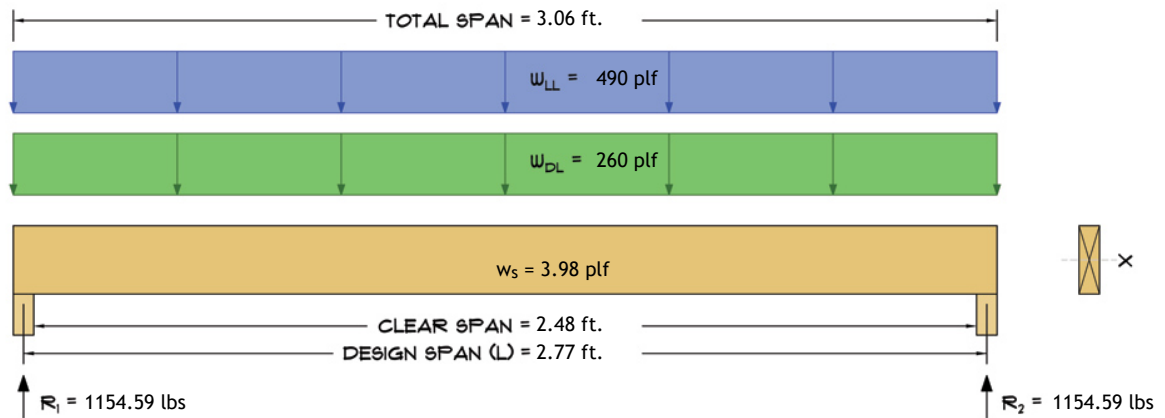 TOTAL SPAN = 3.06 ft.
WLL = 490 plf
WDL = 260 plf
ws = 3.98 plf
X
CLEAR SPAN = 2.48 ft.
DESIGN SPAN (L) = 2.77 ft.
R1 = 1154.59 lbs
R2 = 1154.59 lbs